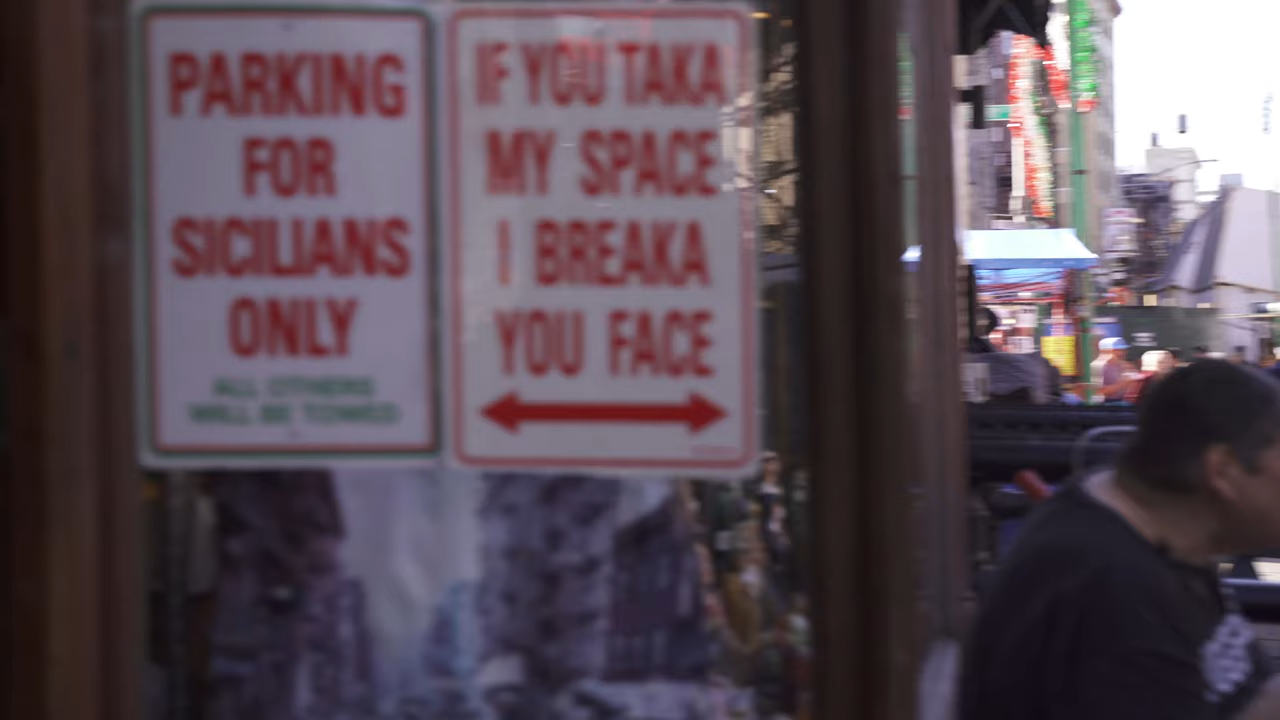 PARKING
FOR
SICILIANS
ONLY
ALL OTHERS
WILL BE TOWED
IF YOU TAKA
MY SPACE
I BREAKA
YOU FACE